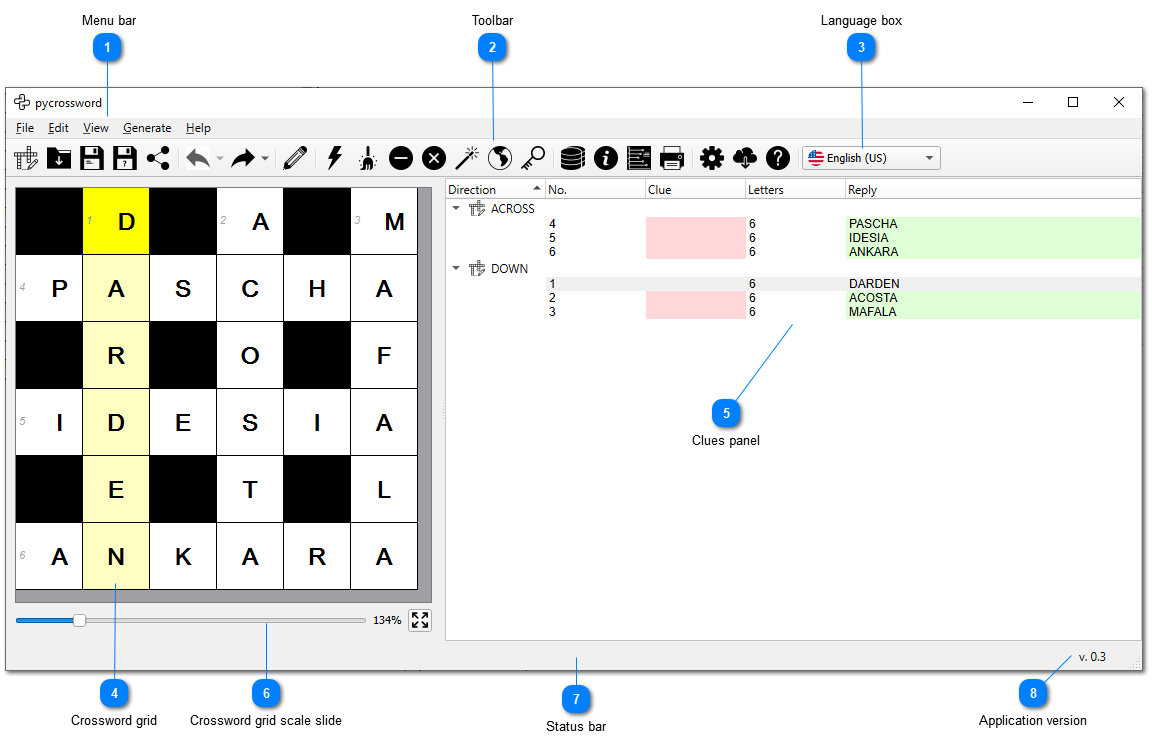 Menu bar
Toolbar
Language box
1
2
3
pycrossword
File Edit View Generate Help
English (US)
Direction No. Clue Letters Reply
ACROSS
4 6 PASCHA
5 6 IDESIA
6 6 ANKARA
DOWN
1 6 DARDEN
2 6 ACOSTA
3 6 MAFALA
1 D 2 A 3 M
4 P A S C H A
R O F
5 I D E S I A
E T L
6 A N K A R A
134%
5
Clues panel
v. 0.3
4
6
7
8
Crossword grid
Crossword grid scale slide
Status bar
Application version